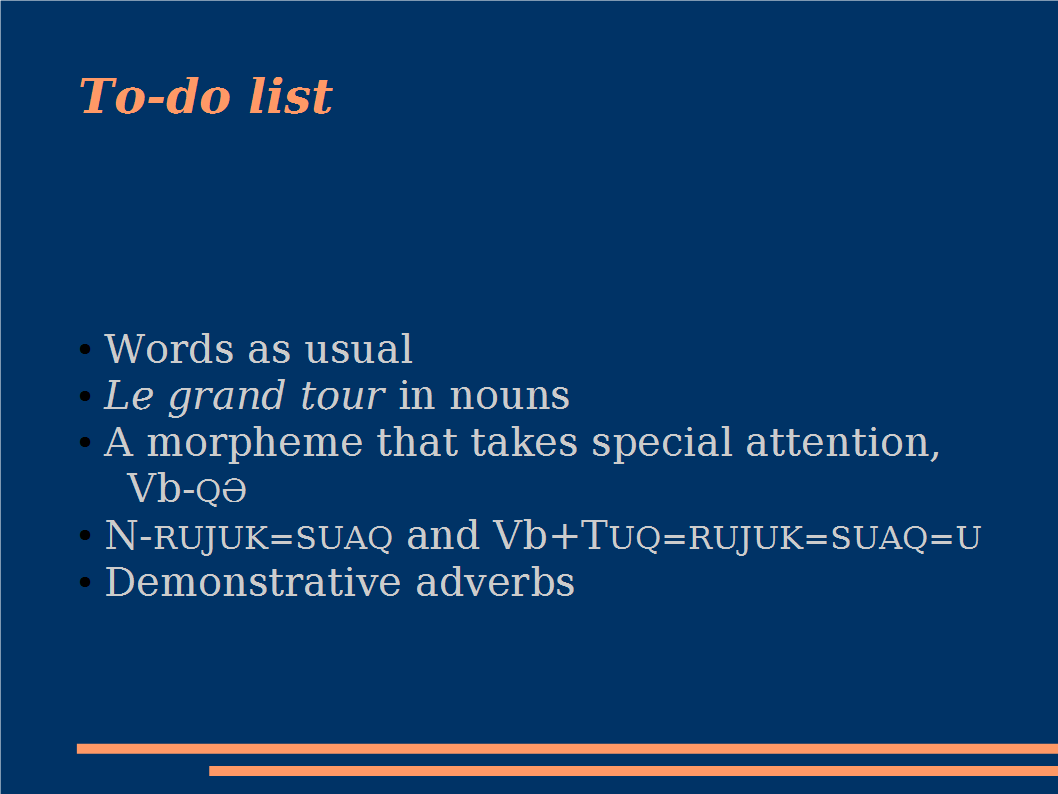 To-do list
• Words as usual
• Le grand tour in nouns
• A morpheme that takes special attention,
Vb-QƏ
• N-RUJUK=SUAQ and Vb+TUQ=RUJUK=SUAQ=U
• Demonstrative adverbs